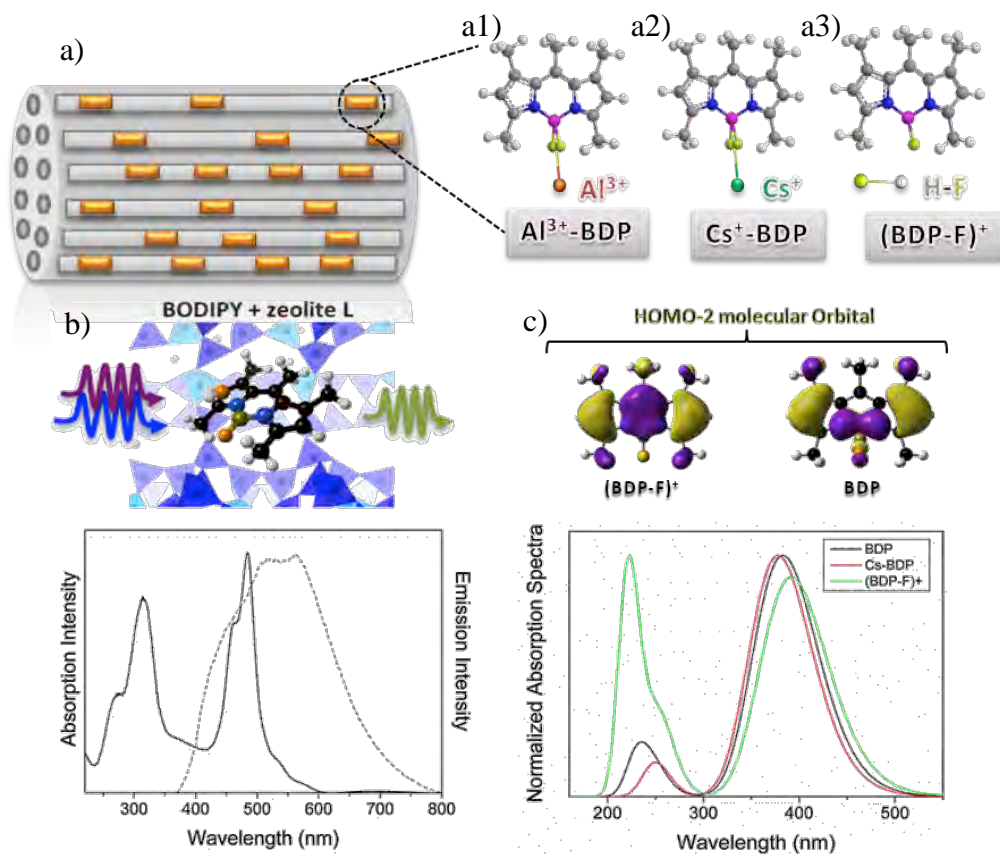 a)
a1)
a2)
a3)
Al³⁺
Cs⁺
H-F
Al³⁺-BDP
Cs⁺-BDP
(BDP-F)⁺
BODIPY + zeolite L
b)
c)
HOMO-2 molecular Orbital
(BDP-F)⁺
BDP
Absorption Intensity
Emission Intensity
300
400
500
600
700
800
Wavelength (nm)
Normalized Absorption Spectra
BDP
Cs-BDP
(BDP-F)+
200
300
400
500
Wavelength (nm)